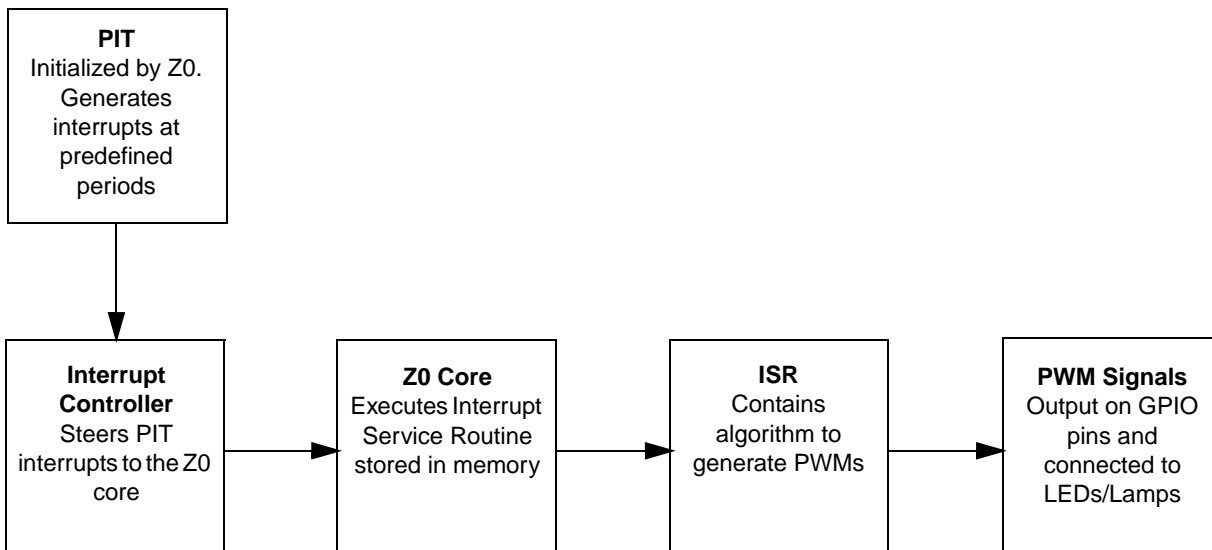 PIT
Initialized by Z0.
Generates
interrupts at
predefined
periods
Interrupt
Controller
Steers PIT
interrupts to the Z0
core
Z0 Core
Executes Interrupt
Service Routine
stored in memory
ISR
Contains
algorithm to
generate PWMs
PWM Signals
Output on GPIO
pins and
connected to
LEDs/Lamps